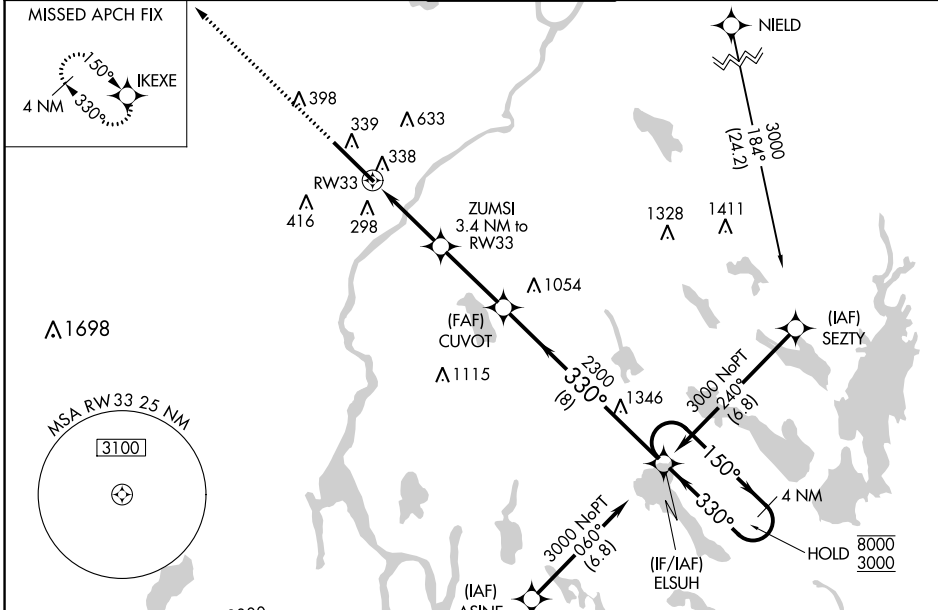 MISSED APCH FIX
IKEXE
150°
4 NM
330°
NIELD
3000
184°
(24.2)
398
339
633
338
RW33
416
298
ZUMSI
3.4 NM to
RW33
1328
1411
1054
(FAF)
CUVOT
(IAF)
SEZTY
1698
1115
2300
330°
(8)
1346
3000 NoPT
240°
(6.8)
MSA RW33 25 NM
3100
150°
330°
4 NM
HOLD
8000
3000
3000 NoPT
060°
(6.8)
(IF/IAF)
ELSUH
(IAF)